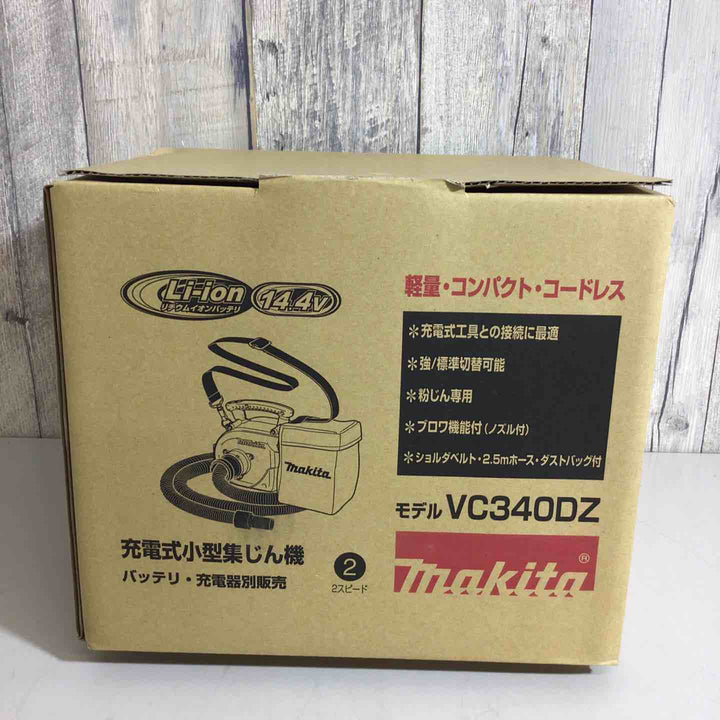 Li-ion
リチウムイオンバッテリ
14.4V
軽量・コンパクト・コードレス
＊充電式工具との接続に最適
＊強/標準切替可能
＊粉じん専用
＊ブロワ機能付(ノズル付)
＊ショルダベルト・2.5mホース・ダストバッグ付
makita
makita
モデル VC340DZ
充電式小型集じん機
バッテリ・充電器別販売
2
2スピード
makita®